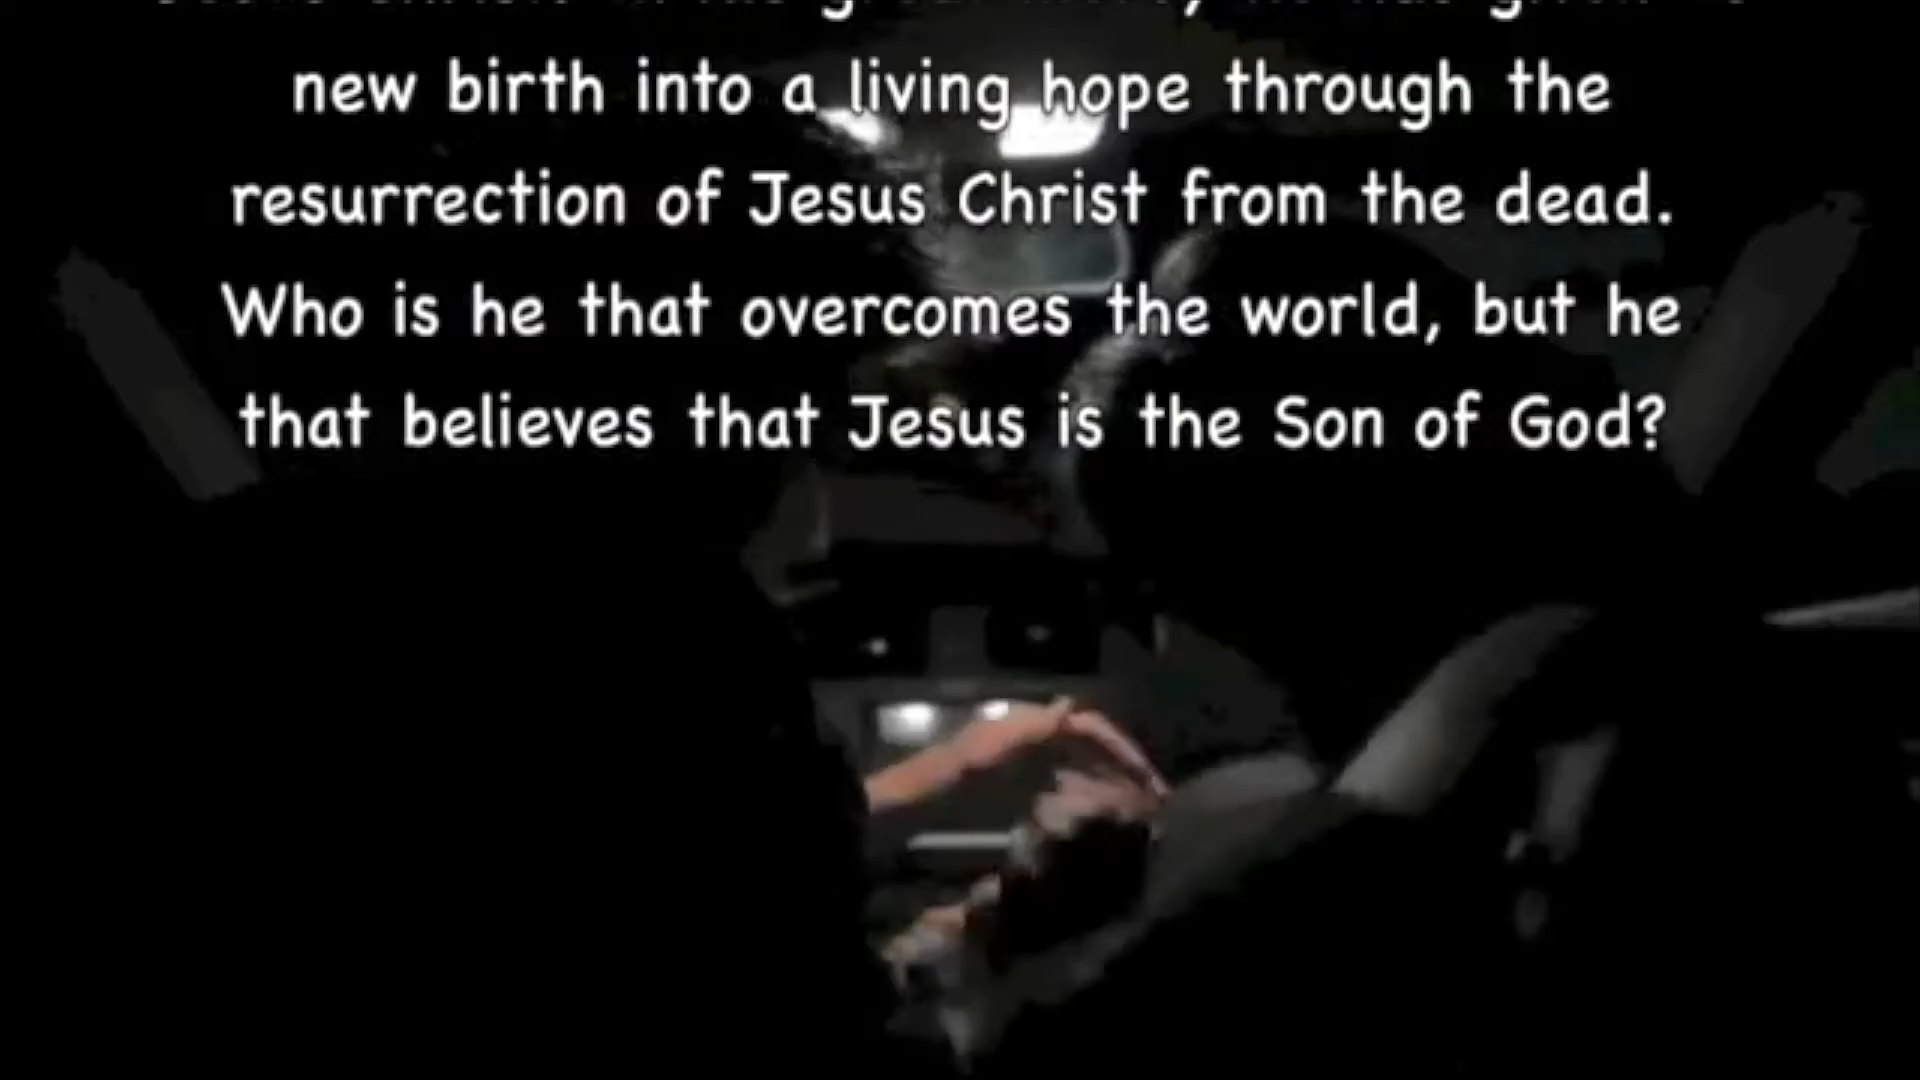 new birth into a living hope through the
resurrection of Jesus Christ from the dead.
Who is he that overcomes the world, but he
that believes that Jesus is the Son of God?